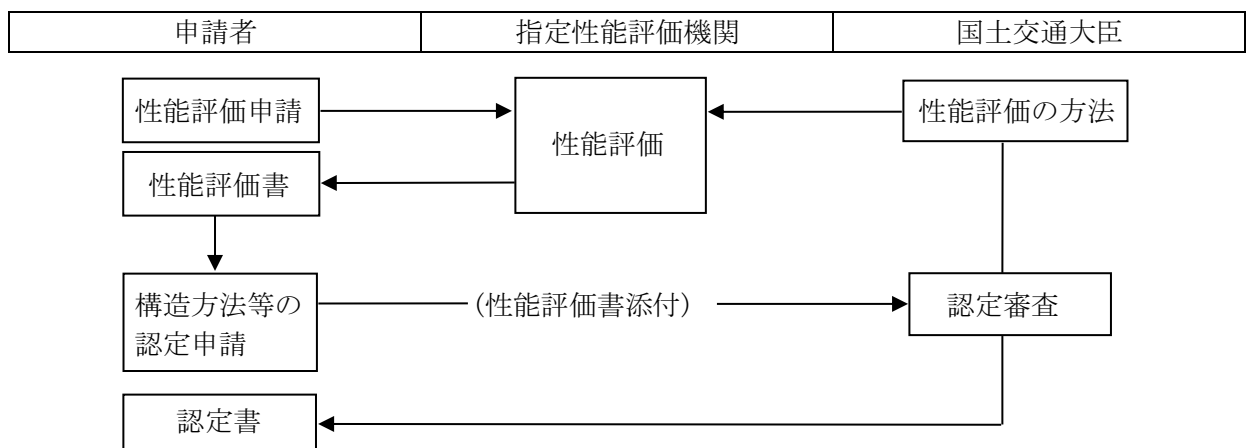 申請者 指定性能評価機関 国土交通大臣
性能評価申請
性能評価
性能評価の方法
性能評価書
構造方法等の
認定申請
(性能評価書添付)
認定審査
認定書